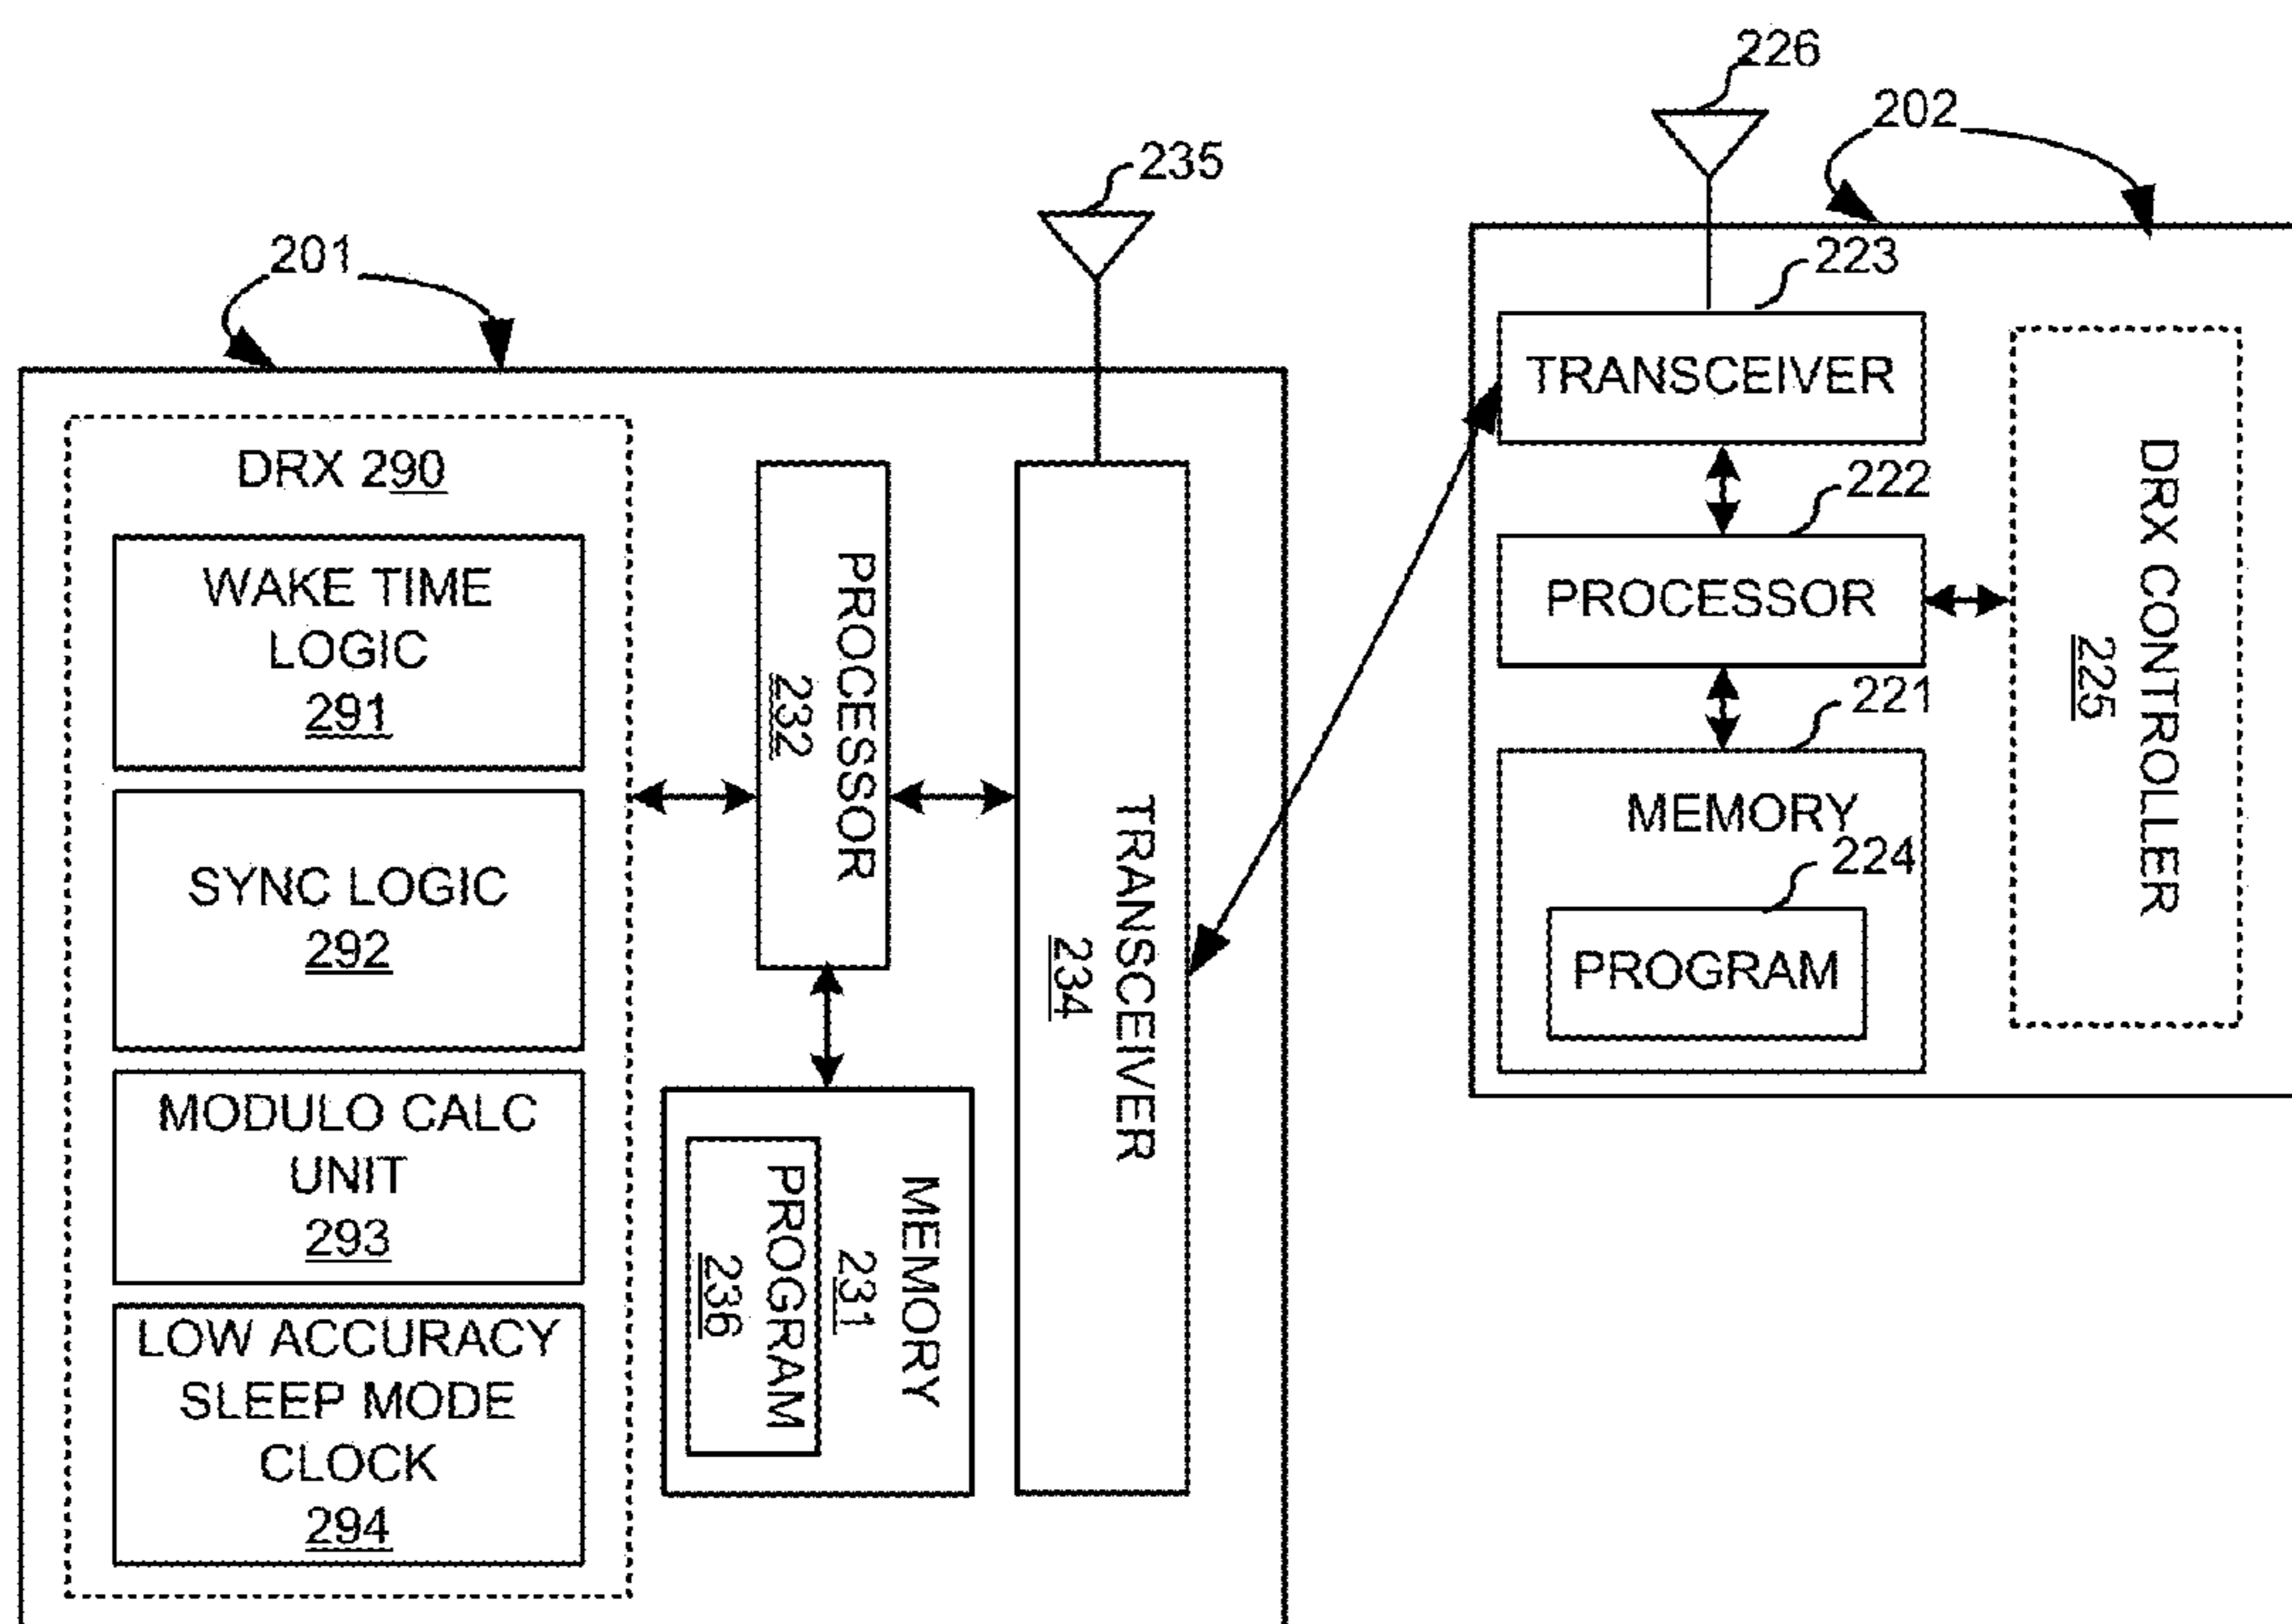 226
202
235
201
223
TRANSCEIVER
222
PROCESSOR
221
MEMORY
224
PROGRAM
DRX CONTROLLER
225
DRX 290
WAKE TIME
LOGIC
291
SYNC LOGIC
292
MODULO CALC
UNIT
293
LOW ACCURACY
SLEEP MODE
CLOCK
294
PROCESSOR
232
MEMORY
231
PROGRAM
236
TRANSCEIVER
234